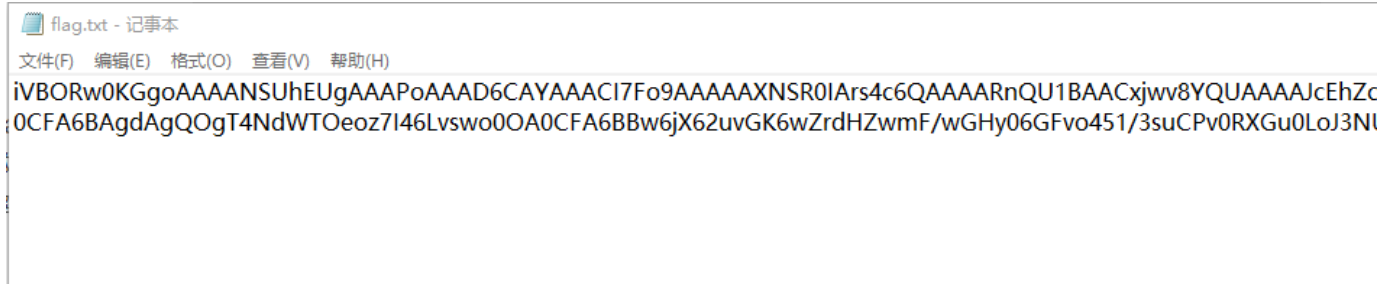 flag.txt - 记事本
文件(F) 编辑(E) 格式(O) 查看(V) 帮助(H)
iVBORw0KGgoAAAANSUhEUgAAAPoAAAD6CAYAAACI7Fo9AAAAAXNSR0IArs4c6QAAAARnQU1BAACxjwv8YQUAAAAJcEhZc
0CFA6BAgdAgQOgT4NdWTOeoz7I46Lvswo0OA0CFA6BBw6jX62uvGK6wZrdHZwmF/wGHy06GFvo451/3suCPv0RXGu0LoJ3NU